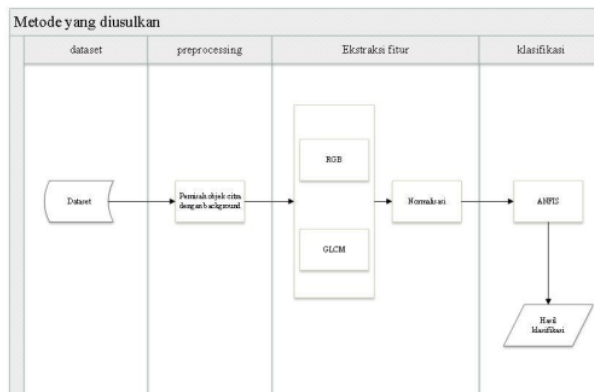 Metode yang diusulkan
dataset
preprocessing
Ekstraksi fitur
klasifikasi
Dataset
Pemisah objek citra
dengan background
RGB
GLCM
Normalisasi
ANFIS
Hasil
klasifikasi